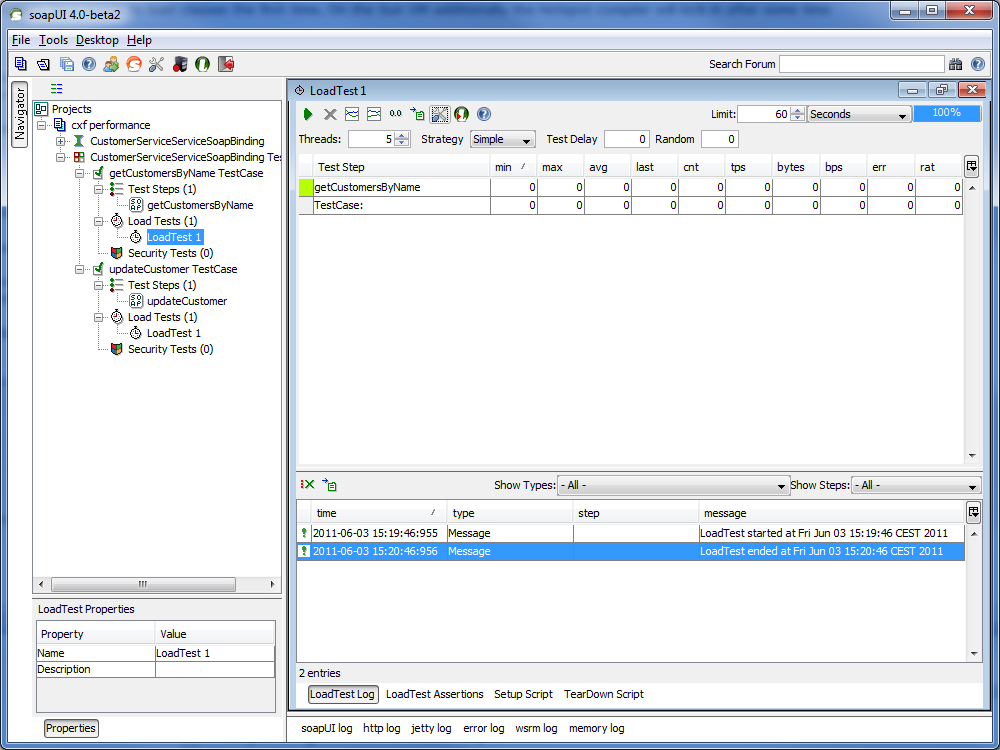 soapUI 4.0-beta2
File Tools Desktop Help
Search Forum
Navigator
Projects
cxf performance
CustomerServiceServiceSoapBinding
CustomerServiceServiceSoapBinding Te
getCustomersByName TestCase
Test Steps (1)
getCustomersByName
Load Tests (1)
LoadTest 1
Security Tests (0)
updateCustomer TestCase
Test Steps (1)
updateCustomer
Load Tests (1)
LoadTest 1
Security Tests (0)
LoadTest Properties
Property Value
Name LoadTest 1
Description
Properties
LoadTest 1
0.0 Limit: 60 Seconds 100%
Threads: 5 Strategy Simple Test Delay 0 Random 0
Test Step min max avg last cnt tps bytes bps err rat
getCustomersByName 0 0 0 0 0 0 0 0 0 0
TestCase: 0 0 0 0 0 0 0 0 0 0
Show Types: - All - Show Steps: - All -
time type step message
2011-06-03 15:19:46:955 Message LoadTest started at Fri Jun 03 15:19:46 CEST 2011
2011-06-03 15:20:46:956 Message LoadTest ended at Fri Jun 03 15:20:46 CEST 2011
2 entries
LoadTest Log LoadTest Assertions Setup Script TearDown Script
soapUI log http log jetty log error log wsrm log memory log